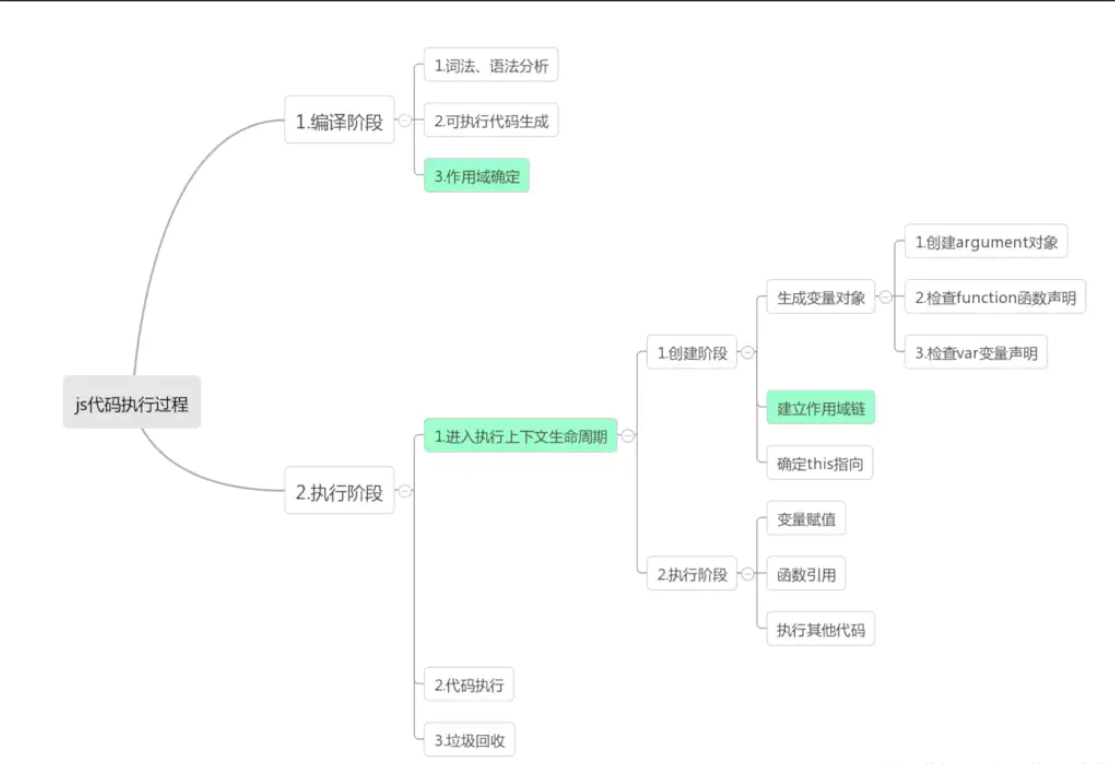 js代码执行过程
1.编译阶段
1.词法、语法分析
2.可执行代码生成
3.作用域确定
2.执行阶段
1.进入执行上下文生命周期
1.创建阶段
生成变量对象
1.创建argument对象
2.检查function函数声明
3.检查var变量声明
建立作用域链
确定this指向
2.执行阶段
变量赋值
函数引用
执行其他代码
2.代码执行
3.垃圾回收